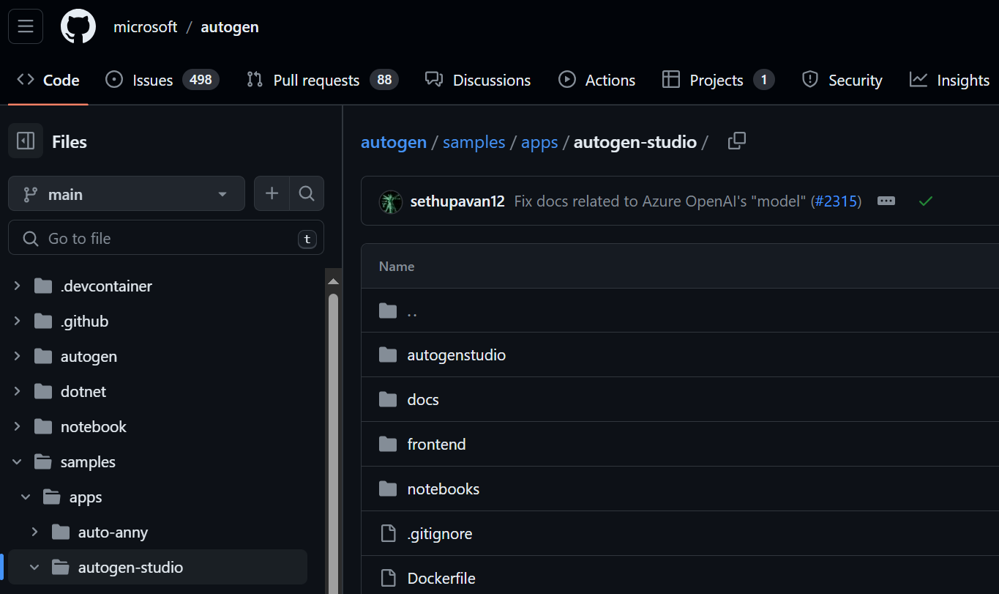 microsoft / autogen
Code Issues 498 Pull requests 88 Discussions Actions Projects 1 Security Insights
Files
main
Go to file t
.devcontainer
.github
autogen
dotnet
notebook
samples
apps
auto-anny
autogen-studio
autogen / samples / apps / autogen-studio /
sethupavan12 Fix docs related to Azure OpenAI's "model" (#2315)
Name
..
autogenstudio
docs
frontend
notebooks
.gitignore
Dockerfile